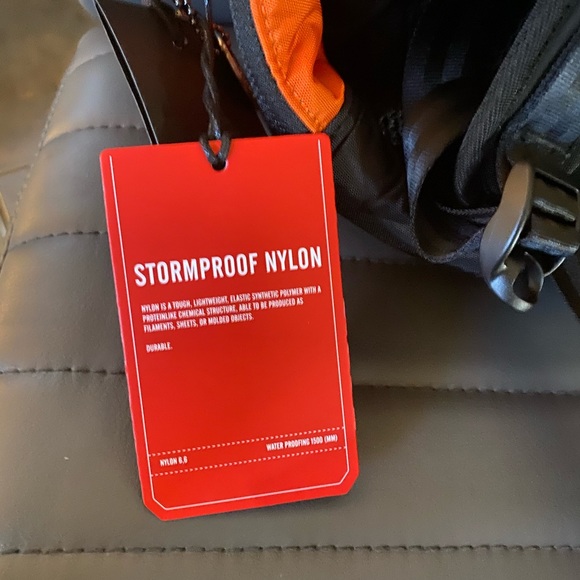 STORMPROOF NYLON
NYLON IS A TOUGH, LIGHTWEIGHT, ELASTIC SYNTHETIC POLYMER WITH A
PROTEINLIKE CHEMICAL STRUCTURE, ABLE TO BE PRODUCED AS
FILAMENTS, SHEETS, OR MOLDED OBJECTS.
DURABLE.
NYLON 6.6 WATER PROOFING 1500 (MM)